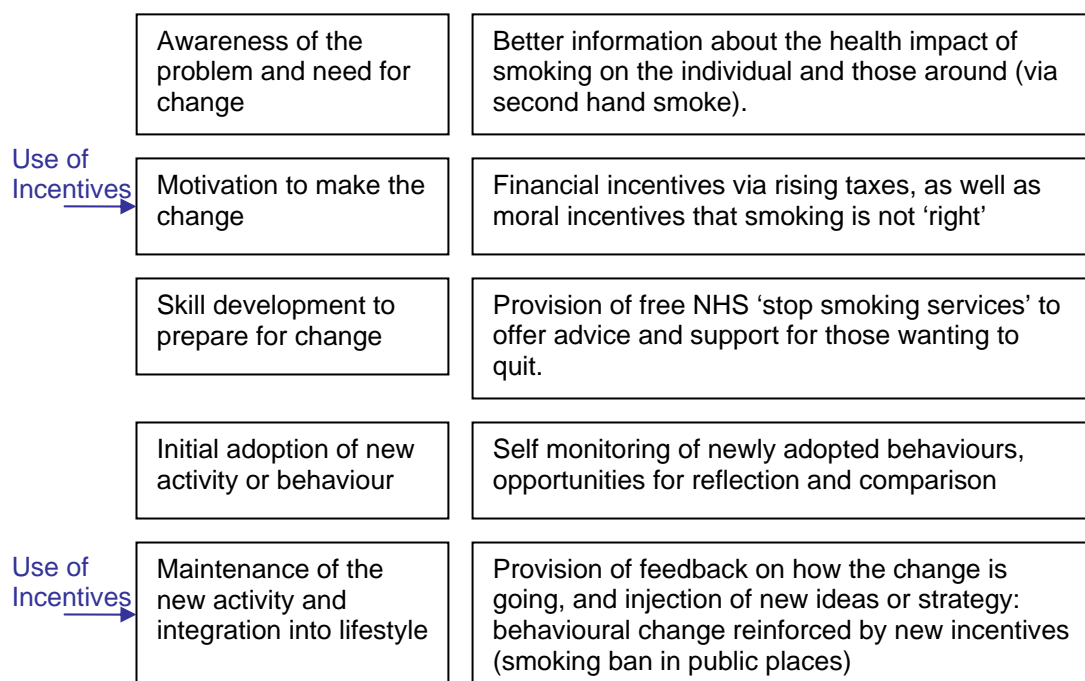 Awareness of the
problem and need for
change
Better information about the health impact of
smoking on the individual and those around (via
second hand smoke).
Use of
Incentives
Motivation to make the
change
Financial incentives via rising taxes, as well as
moral incentives that smoking is not ‘right’
Skill development to
prepare for change
Provision of free NHS ‘stop smoking services’ to
offer advice and support for those wanting to
quit.
Initial adoption of new
activity or behaviour
Self monitoring of newly adopted behaviours,
opportunities for reflection and comparison
Use of
Incentives
Maintenance of the
new activity and
integration into lifestyle
Provision of feedback on how the change is
going, and injection of new ideas or strategy:
behavioural change reinforced by new incentives
(smoking ban in public places)